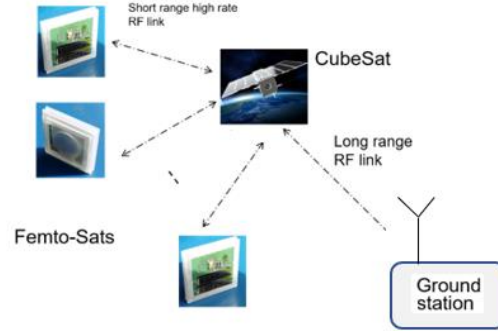 Short range high rate
RF link
CubeSat
Long range
RF link
Femto-Sats
Ground
station